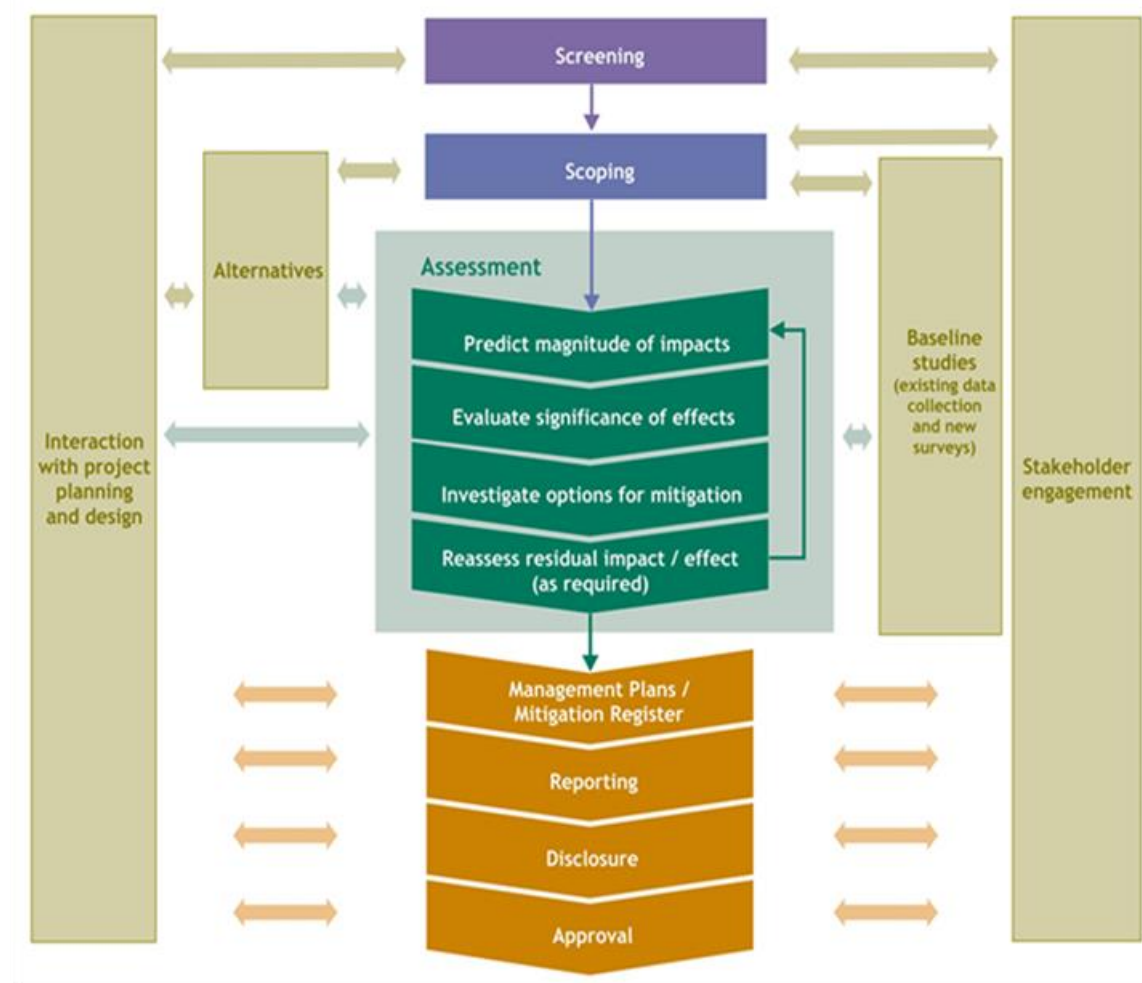 Screening
Scoping
Alternatives
Assessment
Predict magnitude of impacts
Evaluate significance of effects
Investigate options for mitigation
Reassess residual impact / effect
(as required)
Baseline
studies
(existing data
collection
and new
surveys)
Interaction
with project
planning
and design
Stakeholder
engagement
Management Plans /
Mitigation Register
Reporting
Disclosure
Approval